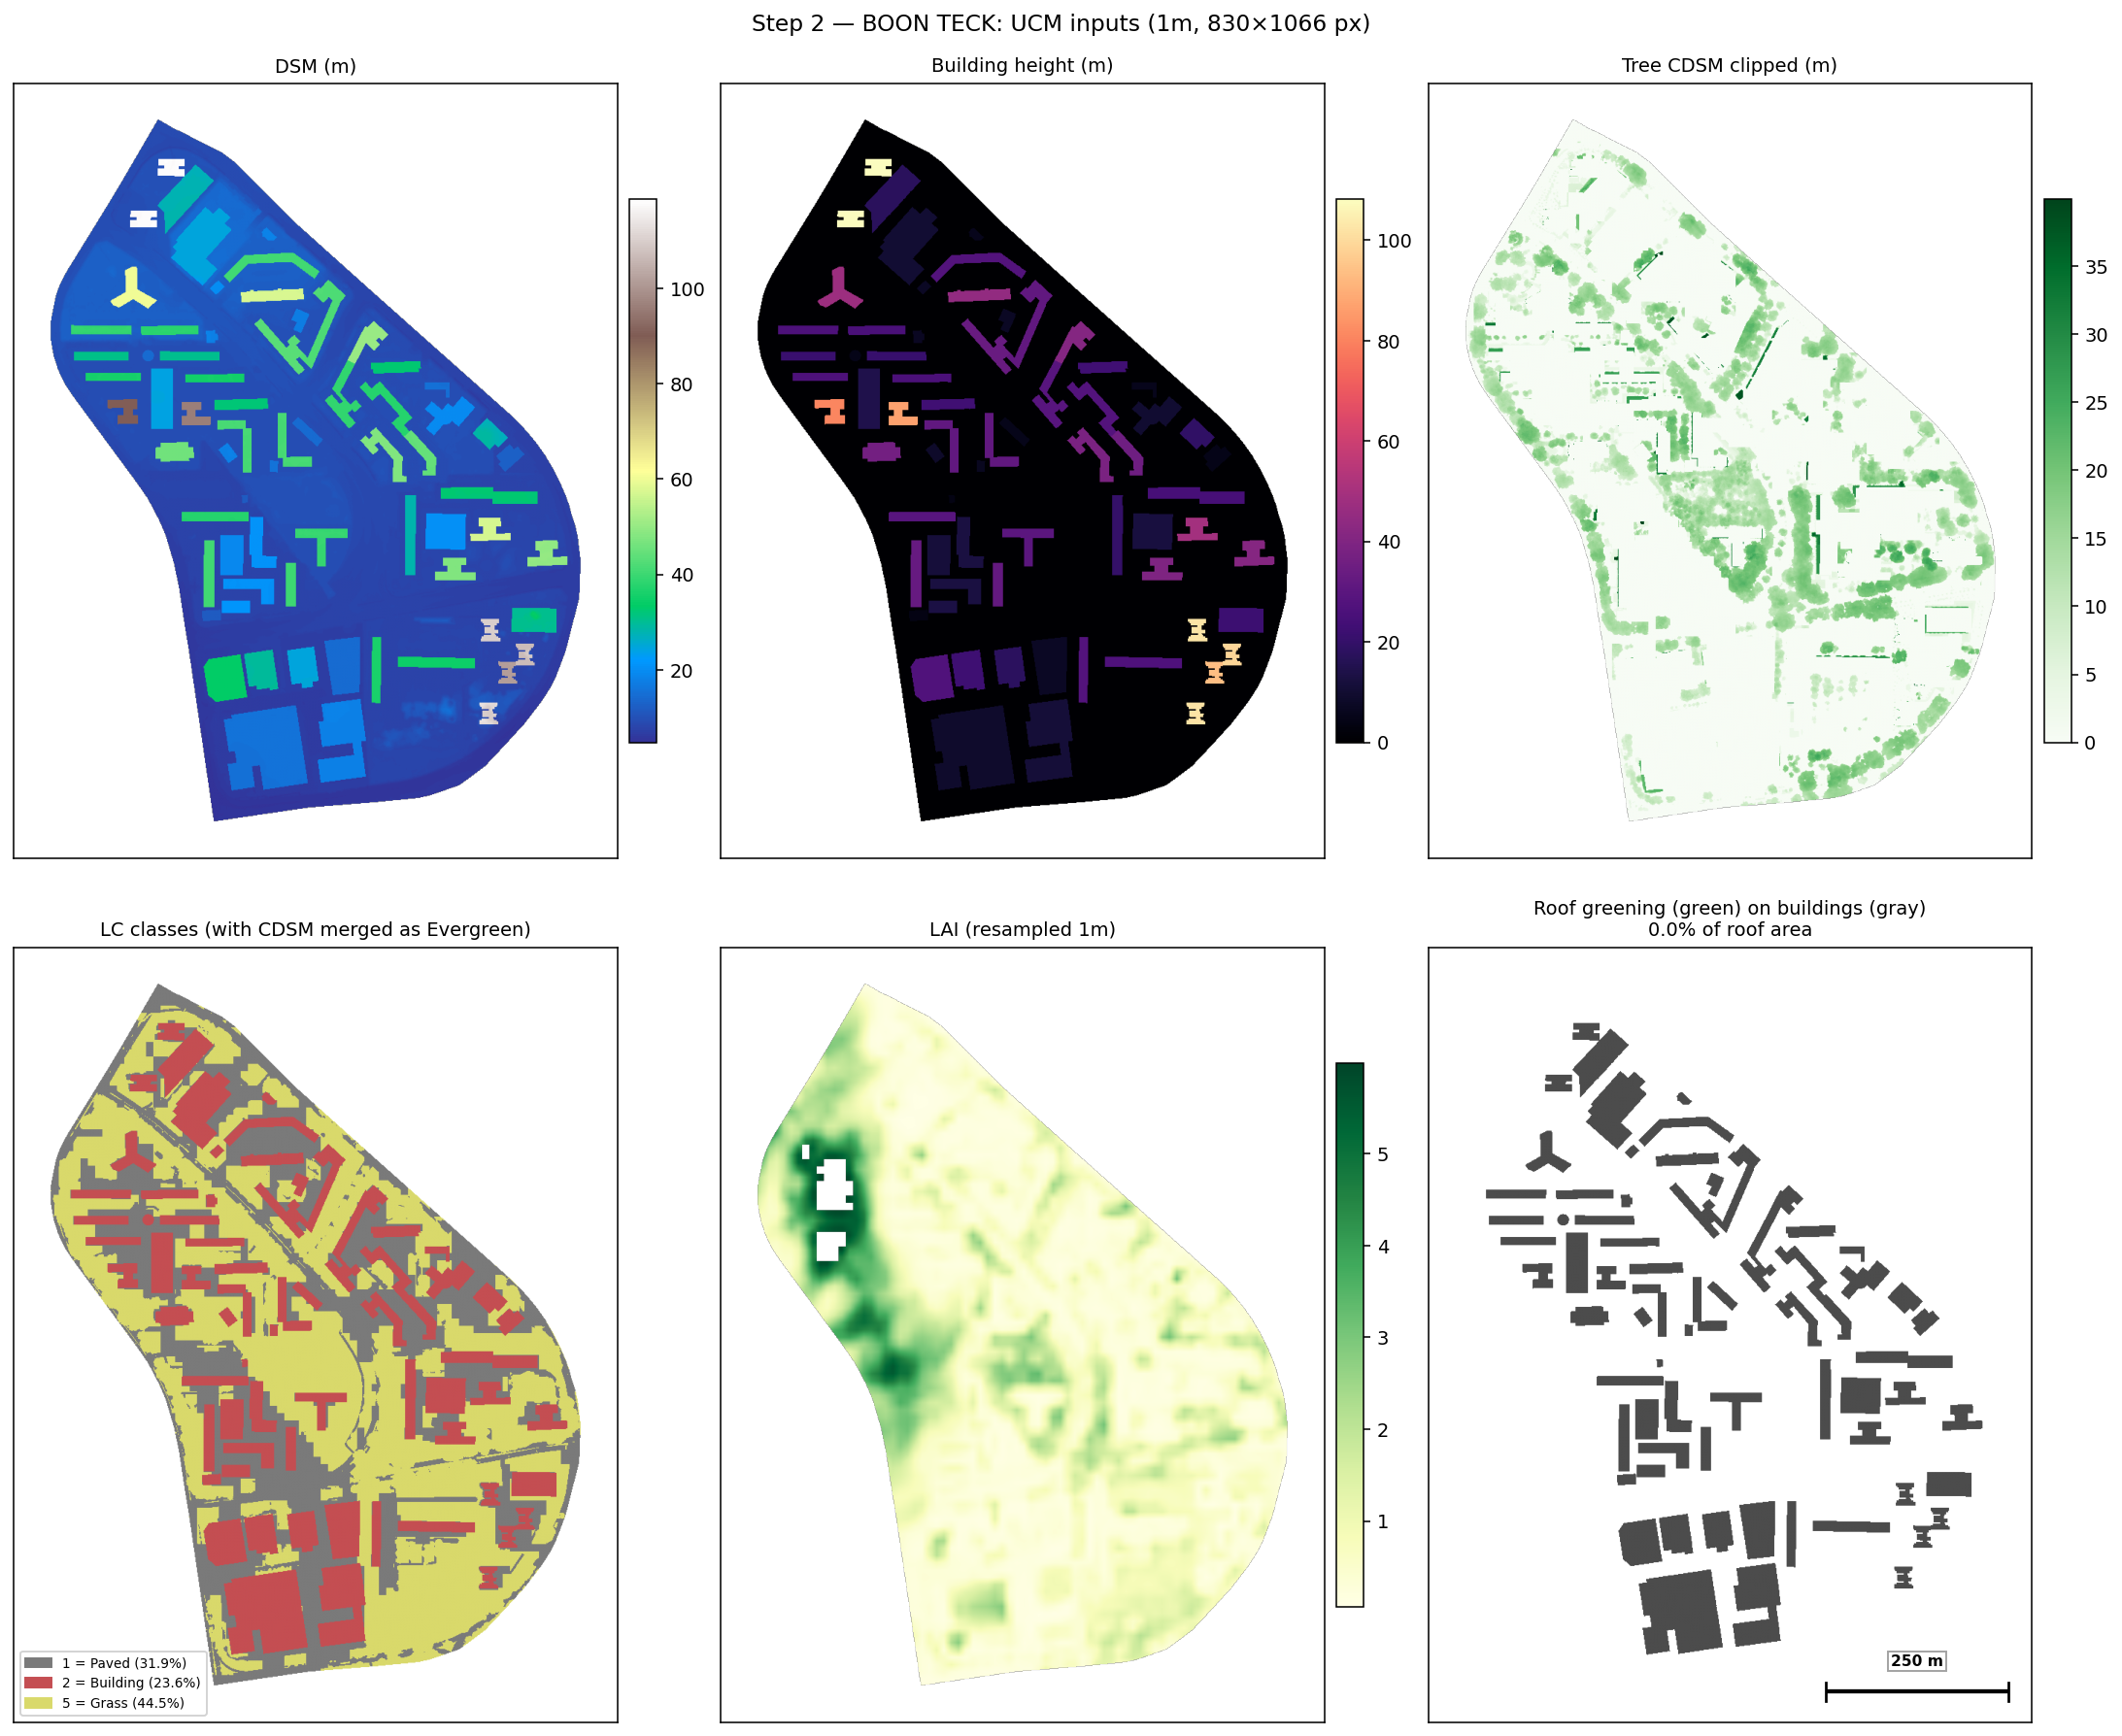 Step 2 — BOON TECK: UCM inputs (1m, 830×1066 px)
DSM (m)
100
80
60
40
20
Building height (m)
100
80
60
40
20
0
Tree CDSM clipped (m)
35
30
25
20
15
10
5
0
LC classes (with CDSM merged as Evergreen)
1 = Paved (31.9%)
2 = Building (23.6%)
5 = Grass (44.5%)
LAI (resampled 1m)
5
4
3
2
1
Roof greening (green) on buildings (gray)
0.0% of roof area
250 m